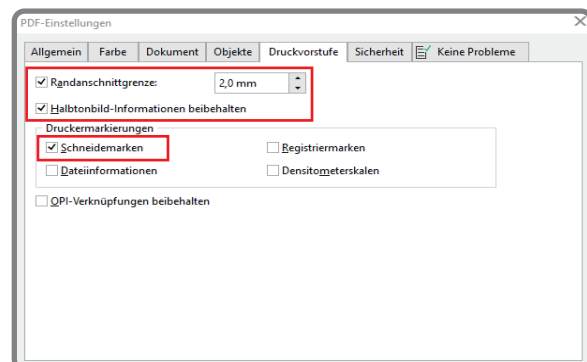 PDF-Einstellungen
Allgemein Farbe Dokument Objekte Druckvorstufe Sicherheit Keine Probleme
Randanschnittgrenze: 2,0 mm
Halbtonbild-Informationen beibehalten
Druckermarkierungen
Schneidemarken Registriermarken
Dateiinformationen Densitometerskalen
OPI-Verknüpfungen beibehalten